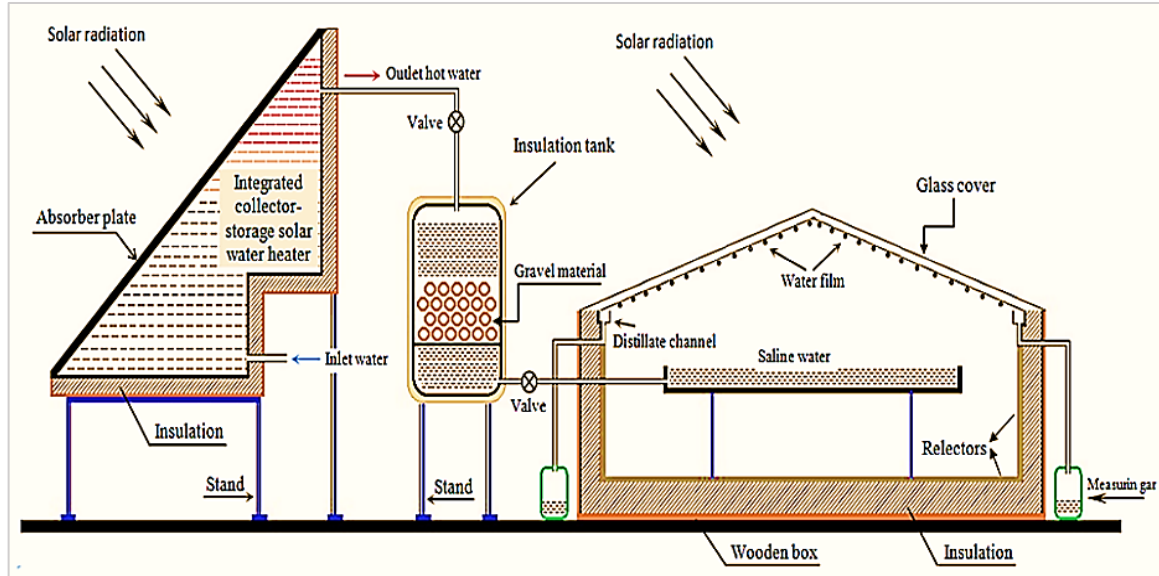 Solar radiation
Solar radiation
Outlet hot water
Valve
Insulation tank
Glass cover
Integrated
collector-
storage solar
water heater
Absorber plate
Gravel material
Water film
Distillate channel
Inlet water
Saline water
Valve
Insulation
Relectors
Stand
Stand
Measurin gar
Wooden box
Insulation